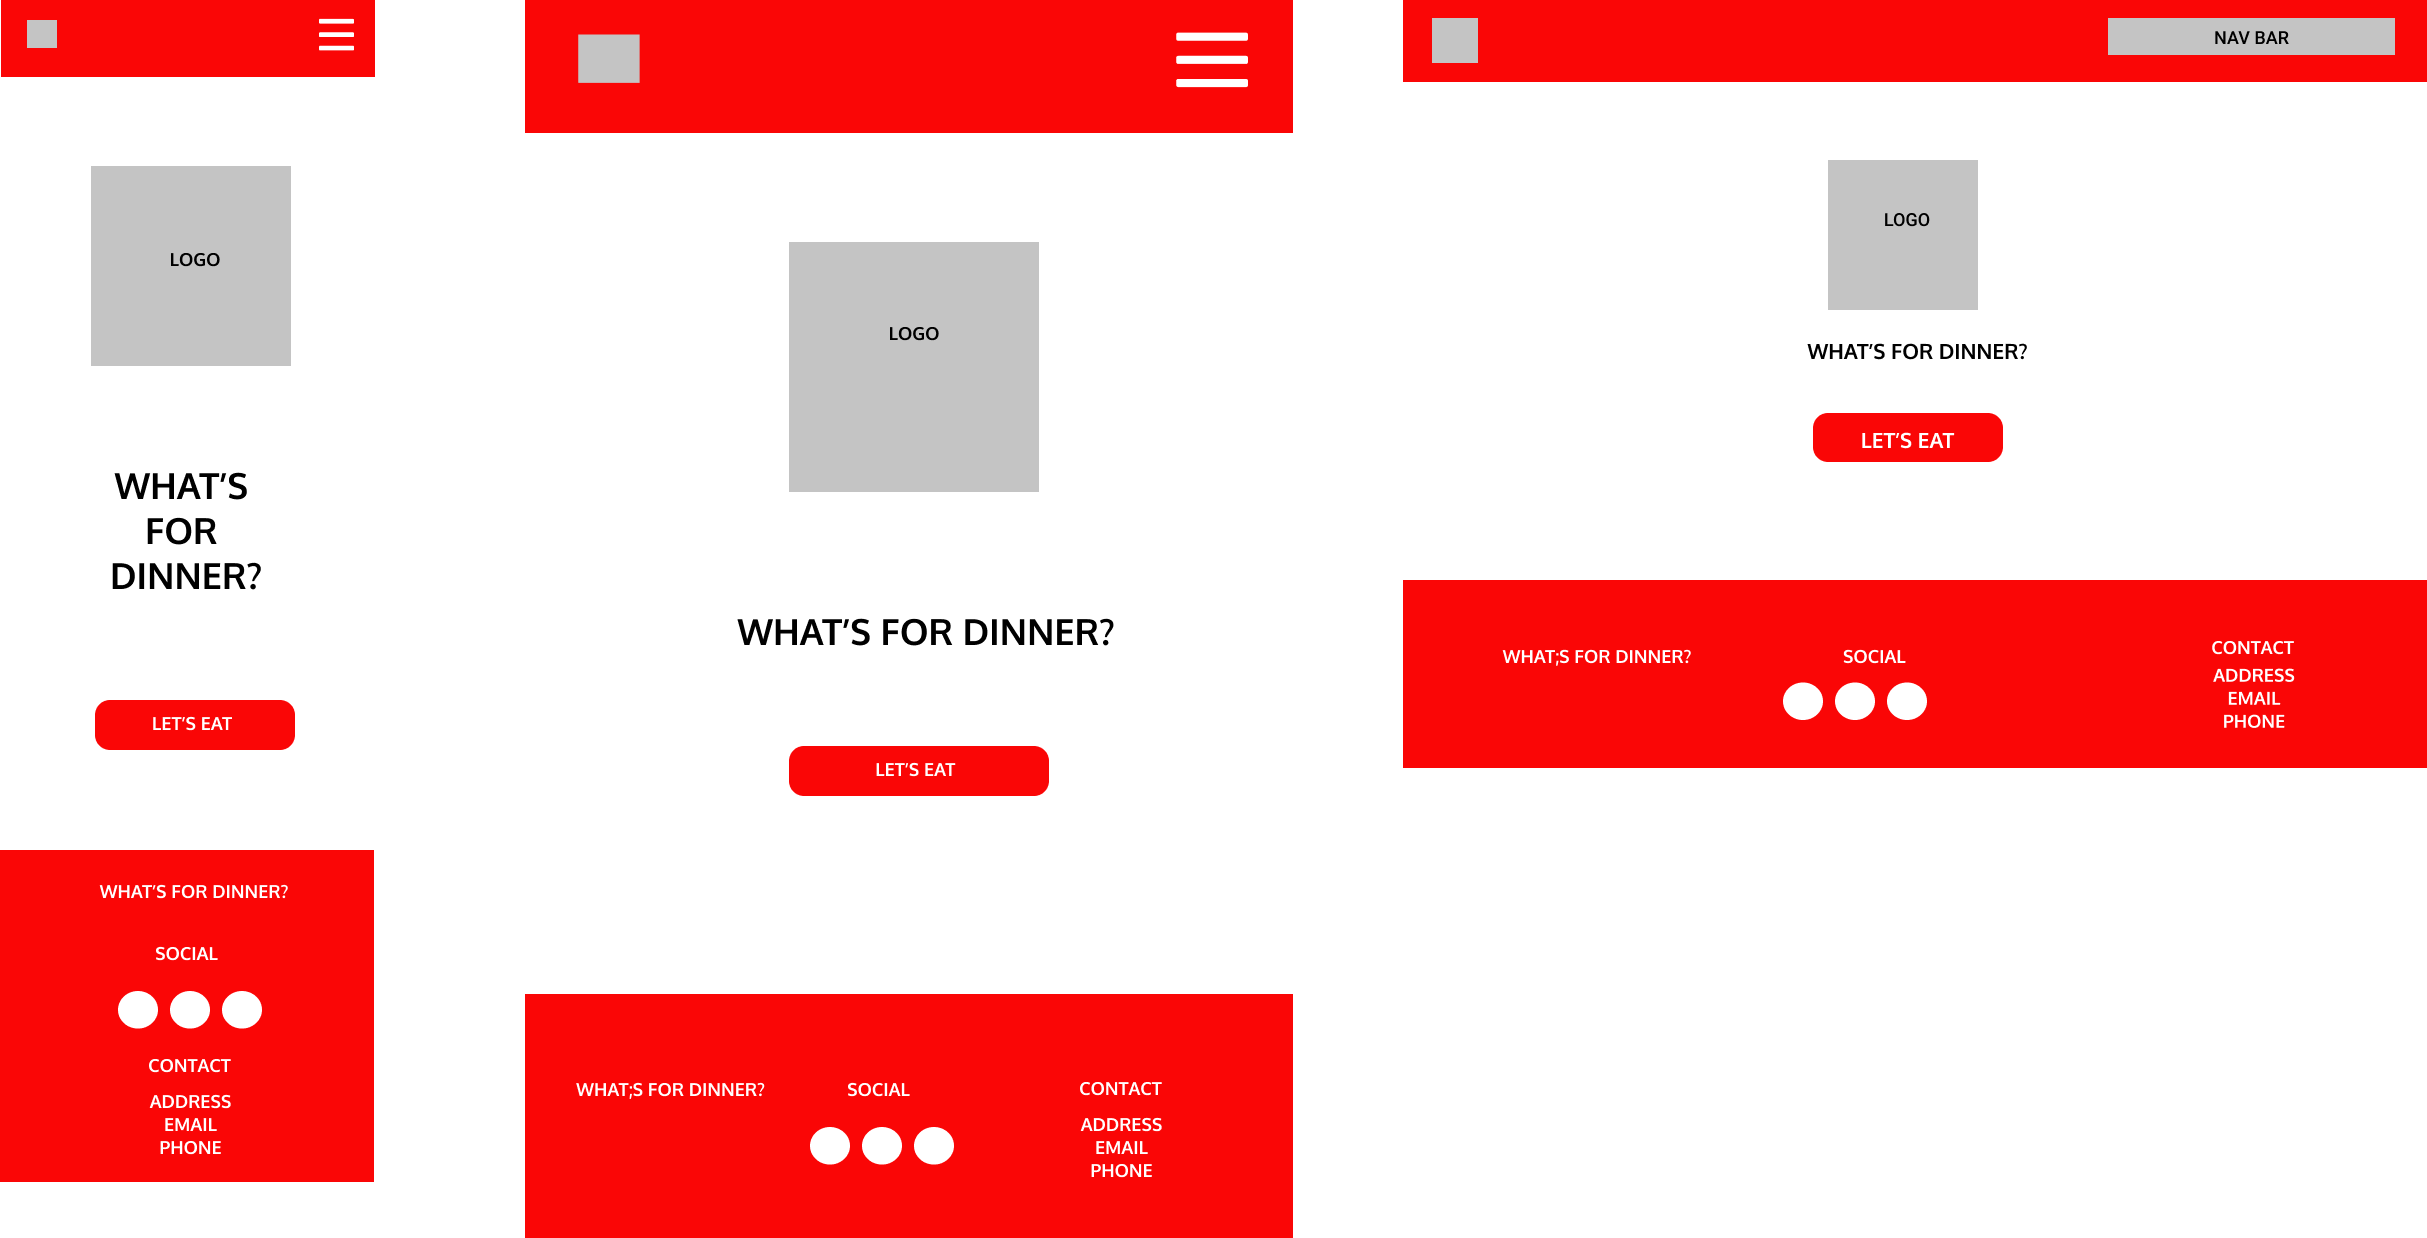 LOGO
WHAT’S
FOR
DINNER?
LET’S EAT
WHAT’S FOR DINNER?
SOCIAL
CONTACT
ADDRESS
EMAIL
PHONE
LOGO
WHAT’S FOR DINNER?
LET’S EAT
WHAT;S FOR DINNER?
SOCIAL
CONTACT
ADDRESS
EMAIL
PHONE
NAV BAR
LOGO
WHAT’S FOR DINNER?
LET’S EAT
WHAT;S FOR DINNER?
SOCIAL
CONTACT
ADDRESS
EMAIL
PHONE